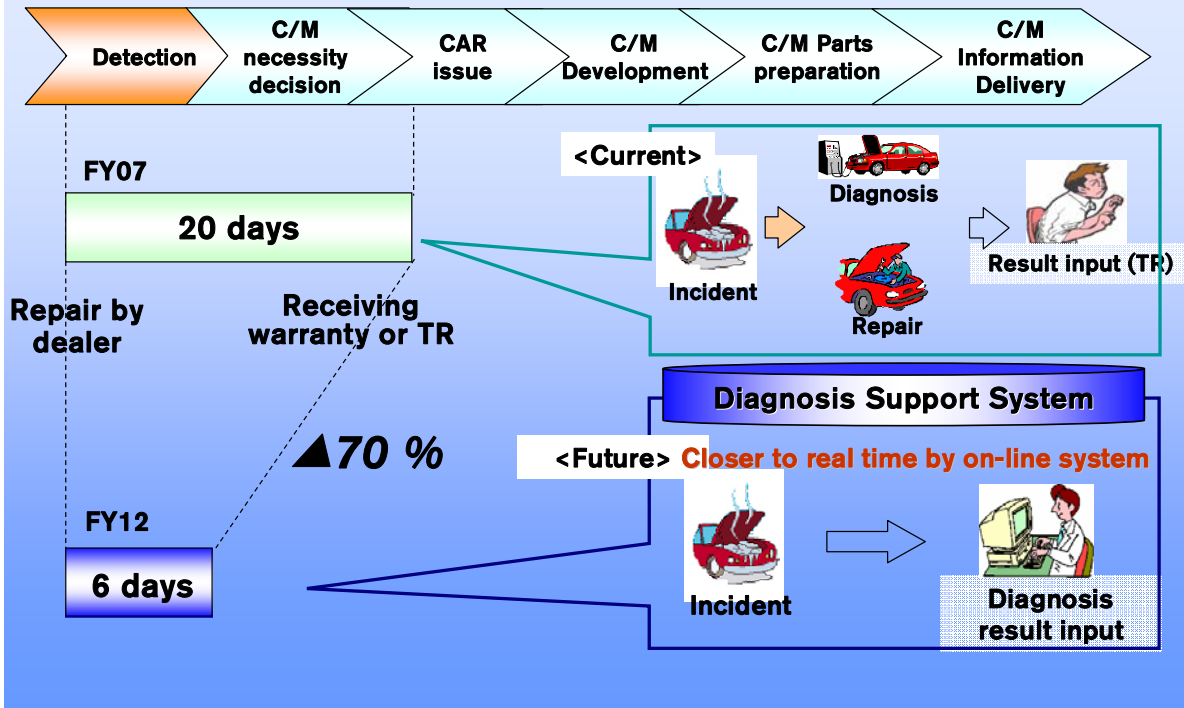 Detection
C/M
necessity
decision
CAR
issue
C/M
Development
C/M Parts
preparation
C/M
Information
Delivery
FY07
20 days
Repair by
dealer
Receiving
warranty or TR
<Current>
Incident
Diagnosis
Repair
Result input (TR)
▲70 %
Diagnosis Support System
<Future> Closer to real time by on-line system
FY12
6 days
Incident
Diagnosis
result input